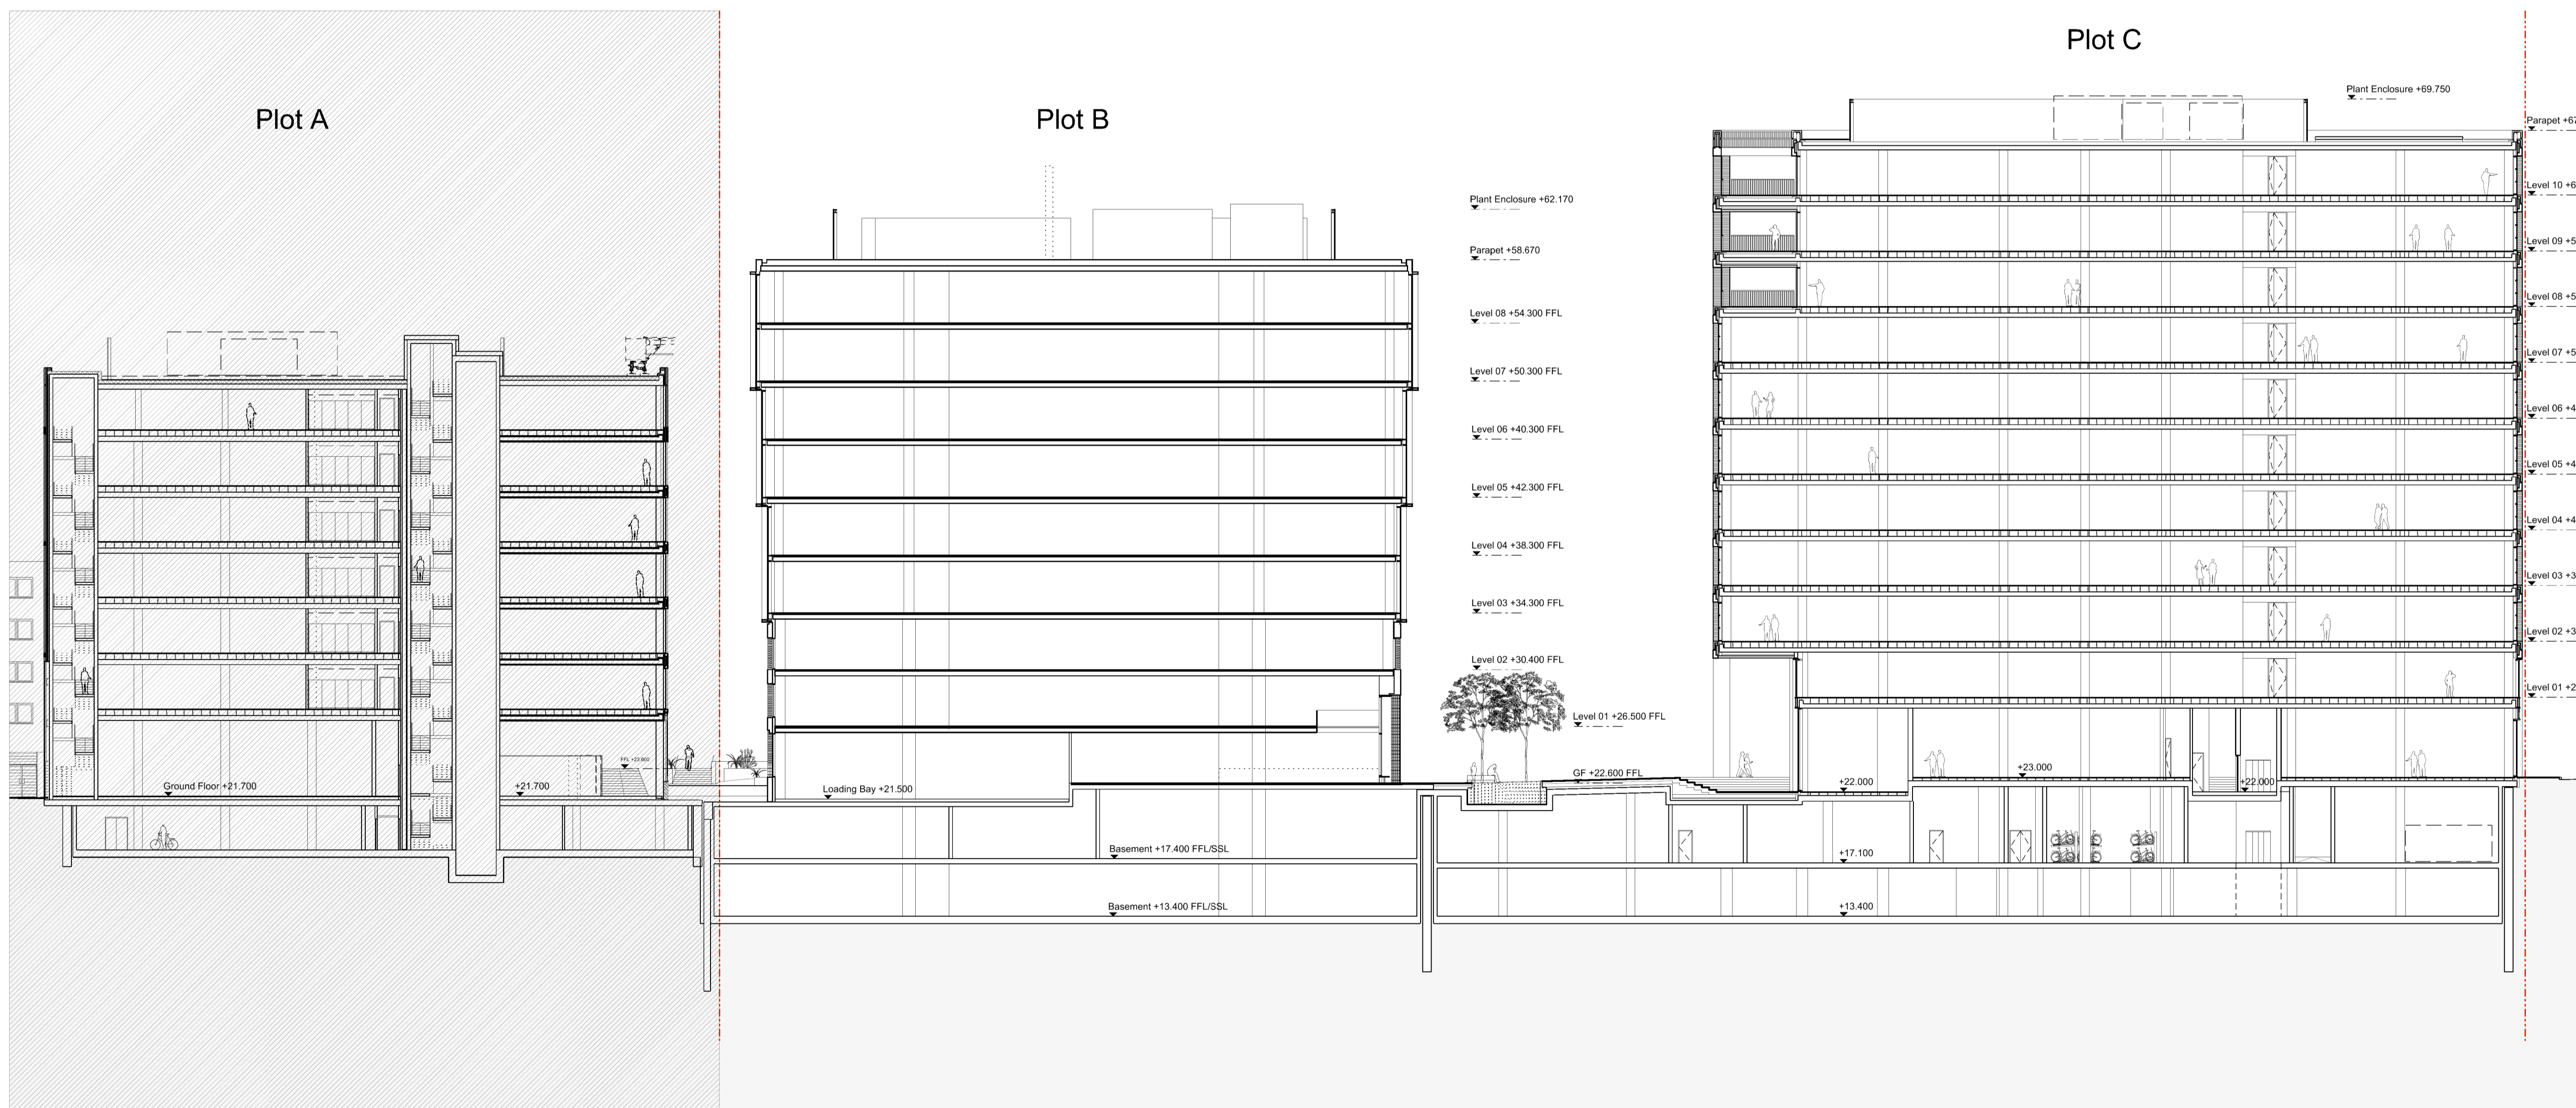 Plot C
Plot A
Plot B
Plant Enclosure +69.750
Parapet +67
Level 10 +6
Level 09 +5
Level 08 +5
Level 07 +5
Level 06 +4
Level 05 +4
Level 04 +4
Level 03 +3
Level 02 +3
Level 01 +2
Plant Enclosure +62.170
Parapet +58.670
Level 08 +54.300 FFL
Level 07 +50.300 FFL
Level 06 +40.300 FFL
Level 05 +42.300 FFL
Level 04 +38.300 FFL
Level 03 +34.300 FFL
Level 02 +30.400 FFL
Level 01 +26.500 FFL
GF +22.600 FFL
FFL +23.600
Ground Floor +21.700
+21.700
Loading Bay +21.500
+22.000
+23.000
+22.000
Basement +17.400 FFL/SSL
+17.100
Basement +13.400 FFL/SSL
+13.400